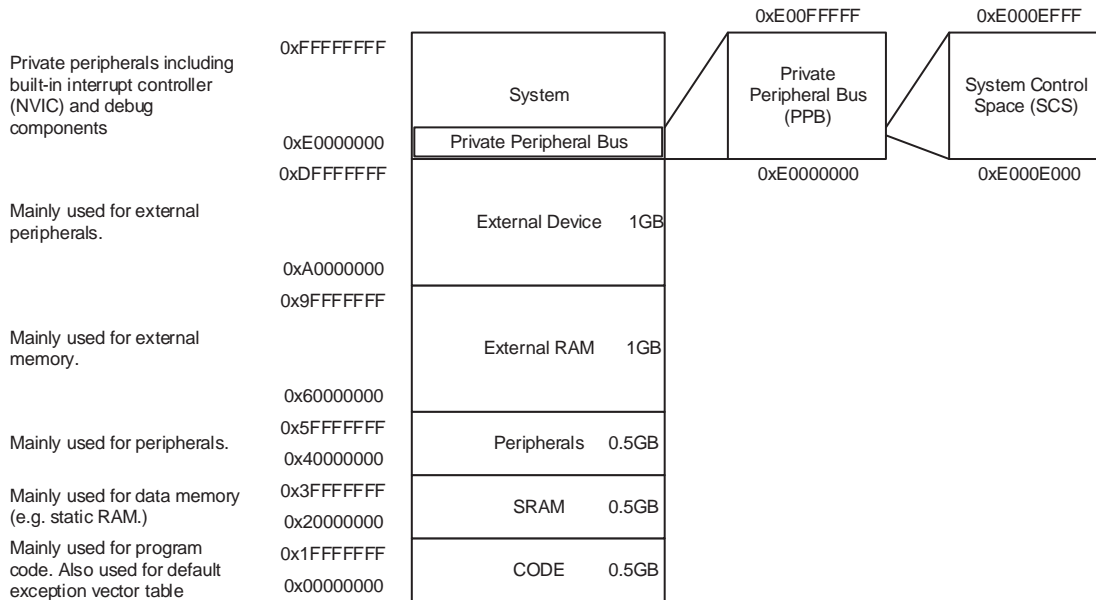 0xE00FFFFF
0xE000EFFF
Private peripherals including
built-in interrupt controller
(NVIC) and debug
components
0xFFFFFFFF
System
Private
Peripheral Bus
(PPB)
System Control
Space (SCS)
0xE0000000
Private Peripheral Bus
0xDFFFFFFF
0xE0000000
0xE000E000
Mainly used for external
peripherals.
External Device 1GB
0xA0000000
0x9FFFFFFF
Mainly used for external
memory.
External RAM 1GB
0x60000000
0x5FFFFFFF
Mainly used for peripherals.
Peripherals 0.5GB
0x40000000
0x3FFFFFFF
Mainly used for data memory
(e.g. static RAM.)
SRAM 0.5GB
0x20000000
Mainly used for program
code. Also used for default
exception vector table
0x1FFFFFFF
CODE 0.5GB
0x00000000